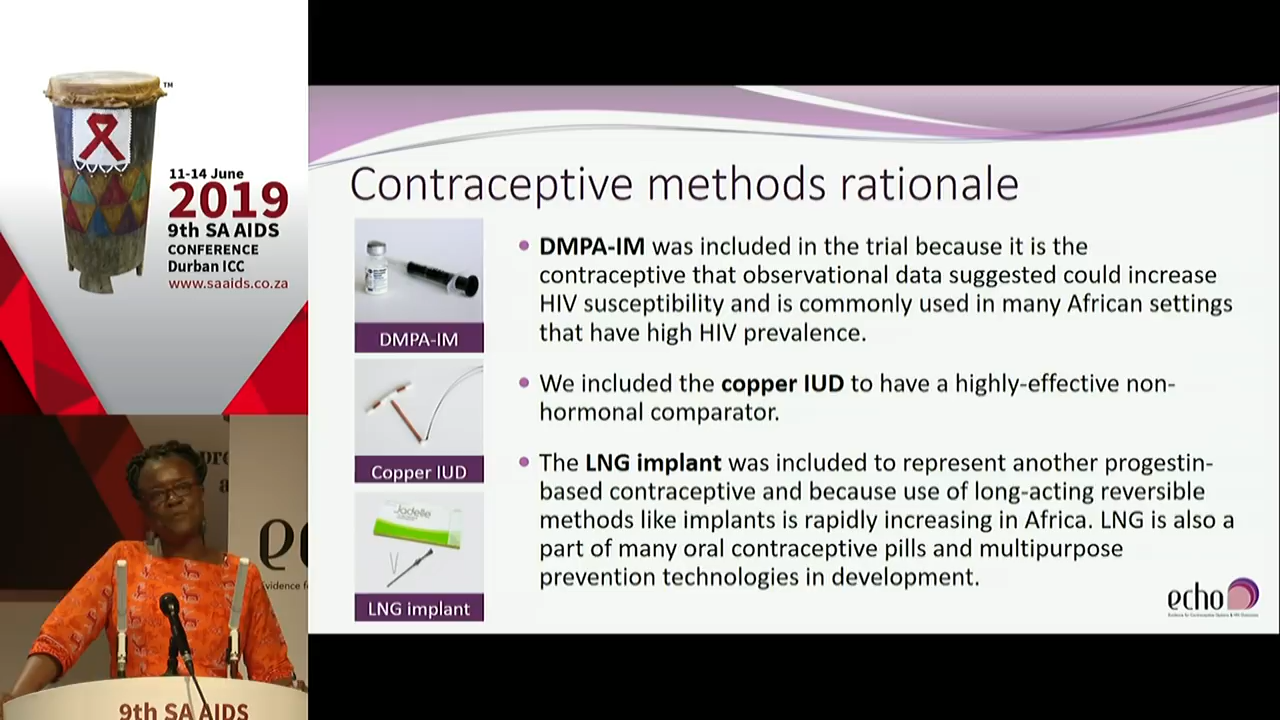 TM
11-14 June
2019
9th SA AIDS
CONFERENCE
Durban ICC
www.saaids.co.za
Contraceptive methods rationale
DMPA-IM
• DMPA-IM was included in the trial because it is the
contraceptive that observational data suggested could increase
HIV susceptibility and is commonly used in many African settings
that have high HIV prevalence.
Copper IUD
• We included the copper IUD to have a highly-effective non-
hormonal comparator.
Jadelle
LNG implant
• The LNG implant was included to represent another progestin-
based contraceptive and because use of long-acting reversible
methods like implants is rapidly increasing in Africa. LNG is also a
part of many oral contraceptive pills and multipurpose
prevention technologies in development.
echo
9th SA AIDS